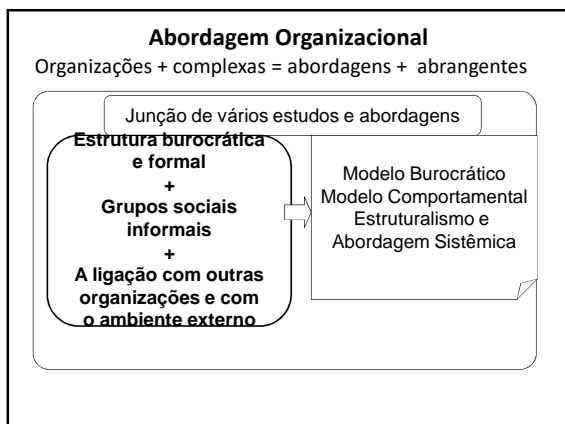 Abordagem Organizacional
Organizações + complexas = abordagens + abrangentes
Junção de vários estudos e abordagens
Estrutura burocrática
e formal
+
Grupos sociais
informais
+
A ligação com outras
organizações e com
o ambiente externo
Modelo Burocrático
Modelo Comportamental
Estruturalismo e
Abordagem Sistêmica